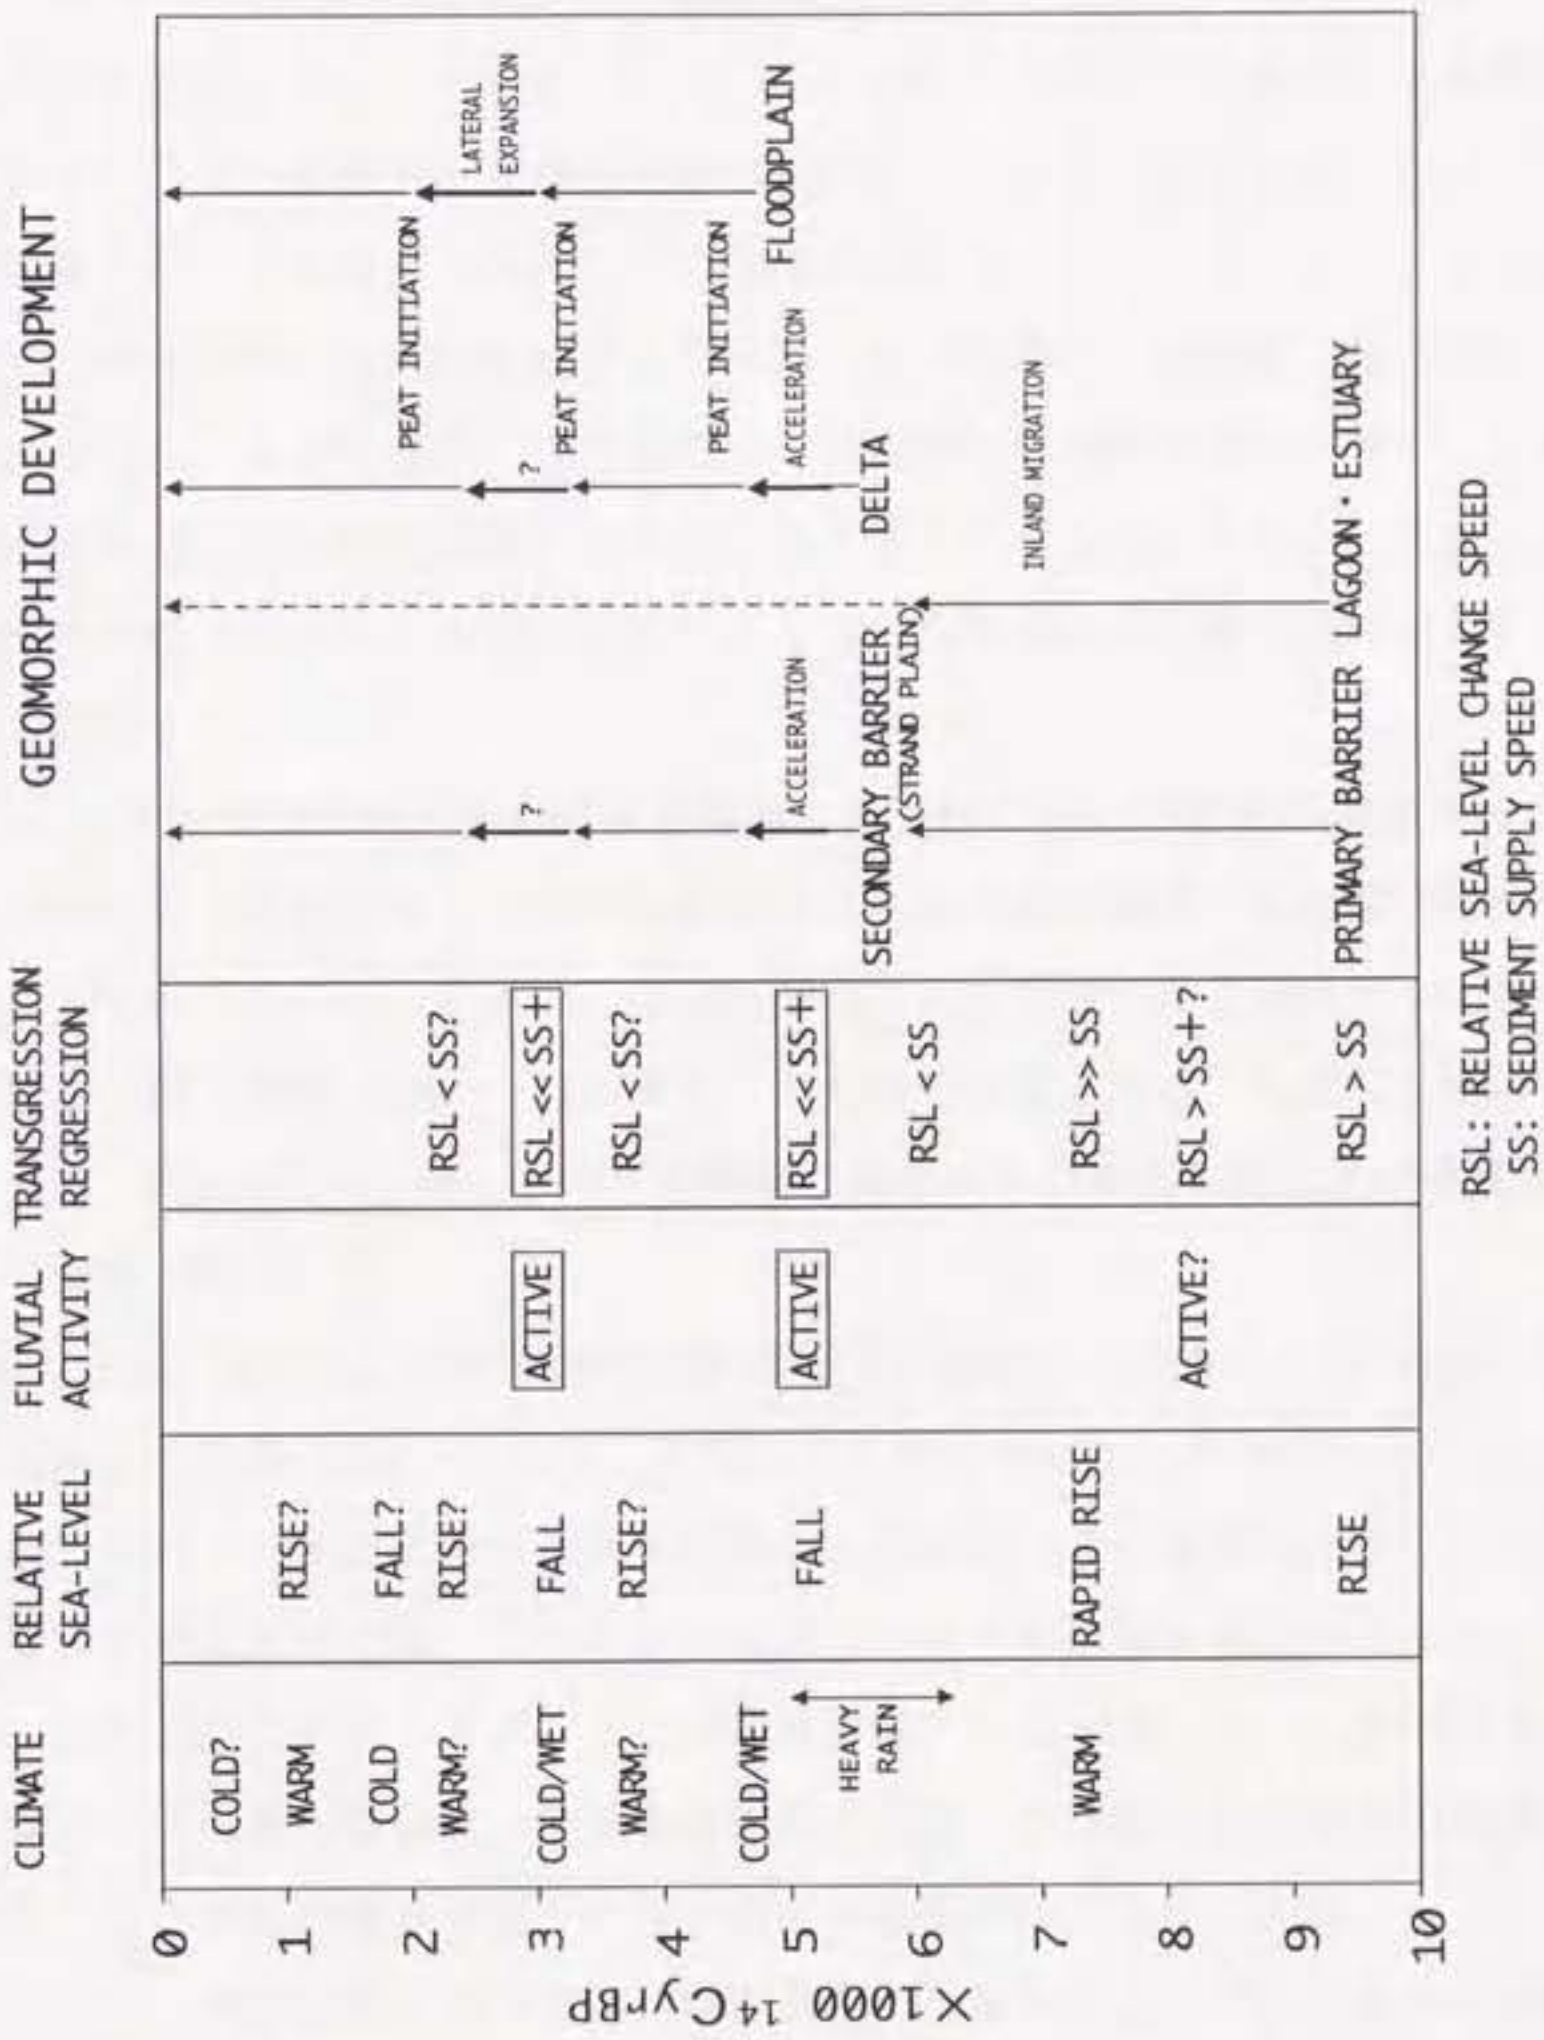 CLIMATE
RELATIVE
SEA-LEVEL
FLUVIAL
ACTIVITY
TRANSGRESSION
REGRESSION
GEOMORPHIC DEVELOPMENT
×1000 ¹⁴C yrBP
0
1
2
3
4
5
6
7
8
9
10
COLD?
WARM
COLD
WARM?
COLD/WET
WARM?
COLD/WET
HEAVY
RAIN
WARM
RISE?
FALL?
RISE?
FALL
RISE?
FALL
RAPID RISE
RISE
ACTIVE
ACTIVE
ACTIVE?
RSL < SS?
RSL << SS+
RSL < SS?
RSL << SS+
RSL < SS
RSL >> SS
RSL > SS+?
RSL > SS
?
ACCELERATION
SECONDARY BARRIER
(STRAND PLAIN)
PRIMARY BARRIER
INLAND MIGRATION
LAGOON・ESTUARY
?
ACCELERATION
DELTA
PEAT INITIATION
PEAT INITIATION
PEAT INITIATION
LATERAL
EXPANSION
FLOODPLAIN
RSL: RELATIVE SEA-LEVEL CHANGE SPEED
SS: SEDIMENT SUPPLY SPEED